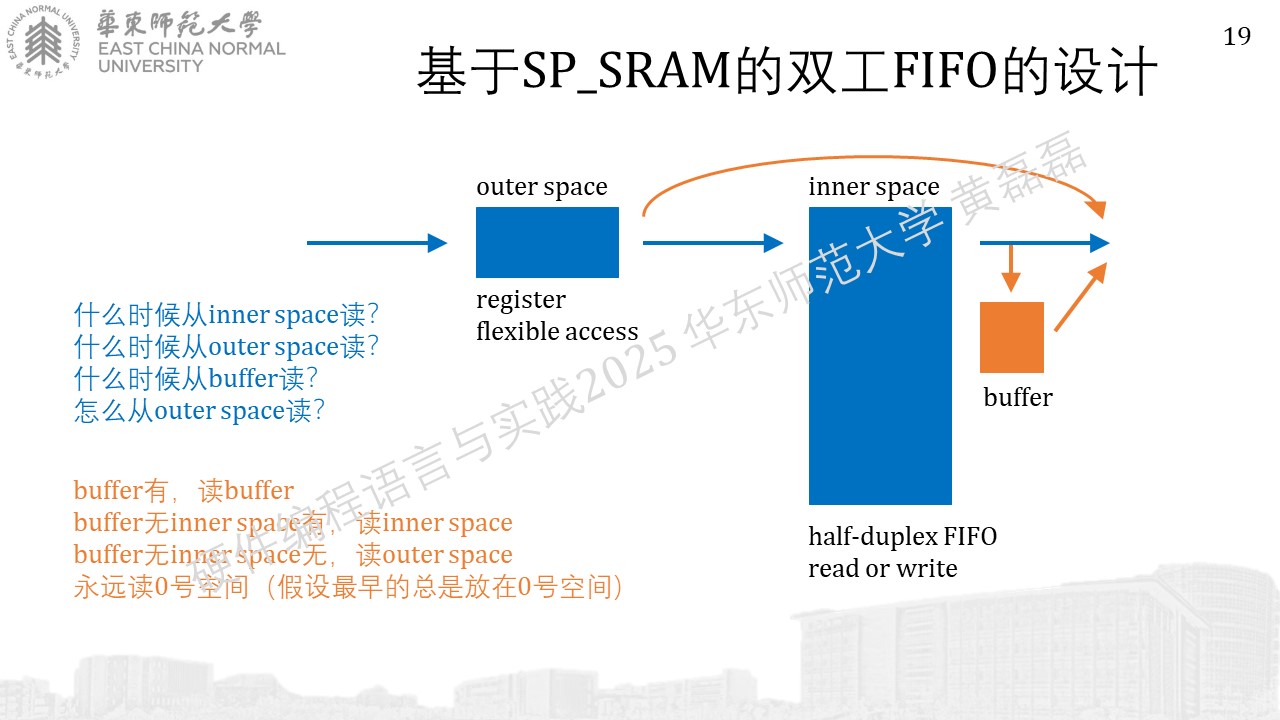 華東師範大學
EAST CHINA NORMAL
UNIVERSITY
EAST CHINA NORMAL UNIVERSITY
華東師範大學
19
基于SP_SRAM的双工FIFO的设计
outer space
inner space
register
flexible access
什么时候从inner space读?
什么时候从outer space读?
什么时候从buffer读?
怎么从outer space读?
buffer
buffer有，读buffer
buffer无inner space有，读inner space
buffer无inner space无，读outer space
永远读0号空间（假设最早的总是放在0号空间）
half-duplex FIFO
read or write
硬件编程语言与实践2025 华东师范大学 黄磊磊